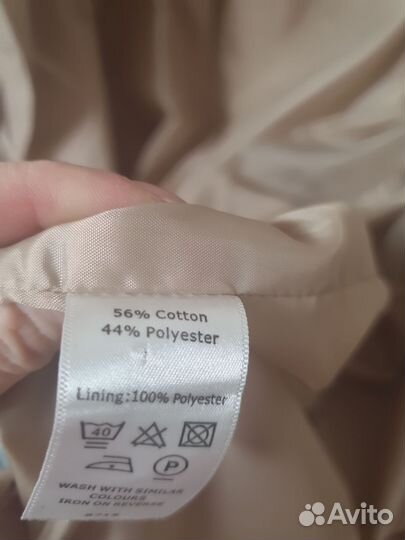 56% Cotton
44% Polyester
Lining:100% Polyester
40
P
WASH WITH SIMILAR
COLOURS
IRON ON REVERSE
Avito